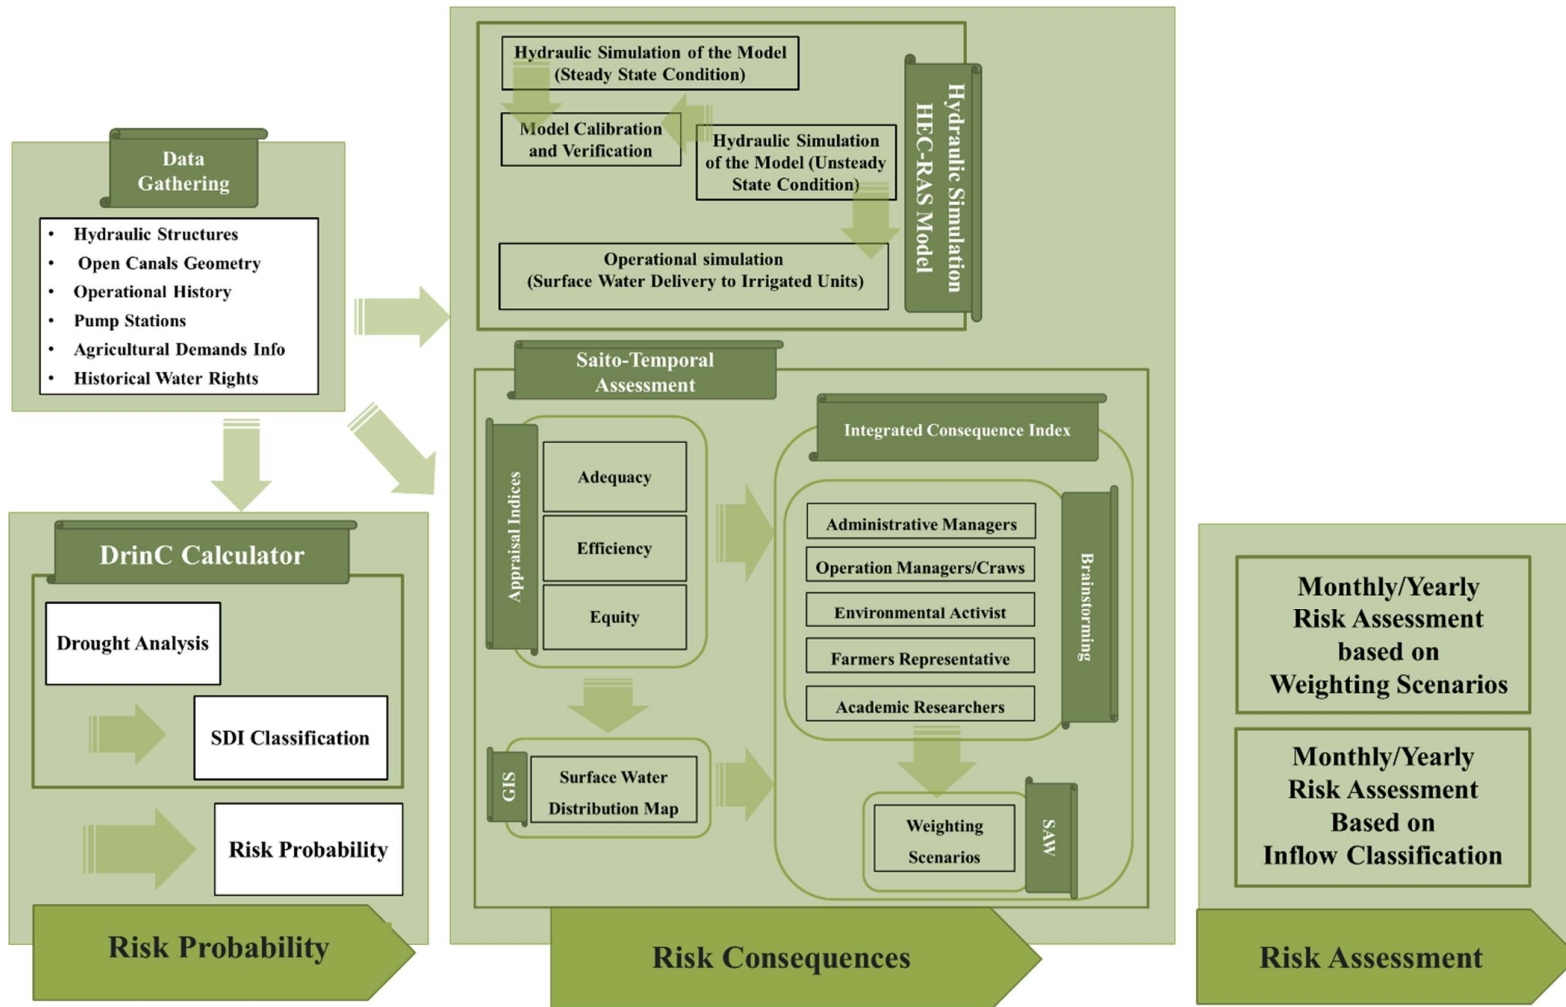 Data
Gathering
• Hydraulic Structures
• Open Canals Geometry
• Operational History
• Pump Stations
• Agricultural Demands Info
• Historical Water Rights
DrinC Calculator
Drought Analysis
SDI Classification
Risk Probability
Risk Probability
Hydraulic Simulation of the Model
(Steady State Condition)
Model Calibration
and Verification
Hydraulic Simulation
of the Model (Unsteady
State Condition)
Operational simulation
(Surface Water Delivery to Irrigated Units)
Hydraulic Simulation
HEC-RAS Model
Saito-Temporal
Assessment
Appraisal Indices
Adequacy
Efficiency
Equity
GIS
Surface Water
Distribution Map
Integrated Consequence Index
Administrative Managers
Operation Managers/Craws
Environmental Activist
Farmers Representative
Academic Researchers
Brainstorming
Weighting
Scenarios
SAW
Risk Consequences
Monthly/Yearly
Risk Assessment
based on
Weighting Scenarios
Monthly/Yearly
Risk Assessment
Based on
Inflow Classification
Risk Assessment